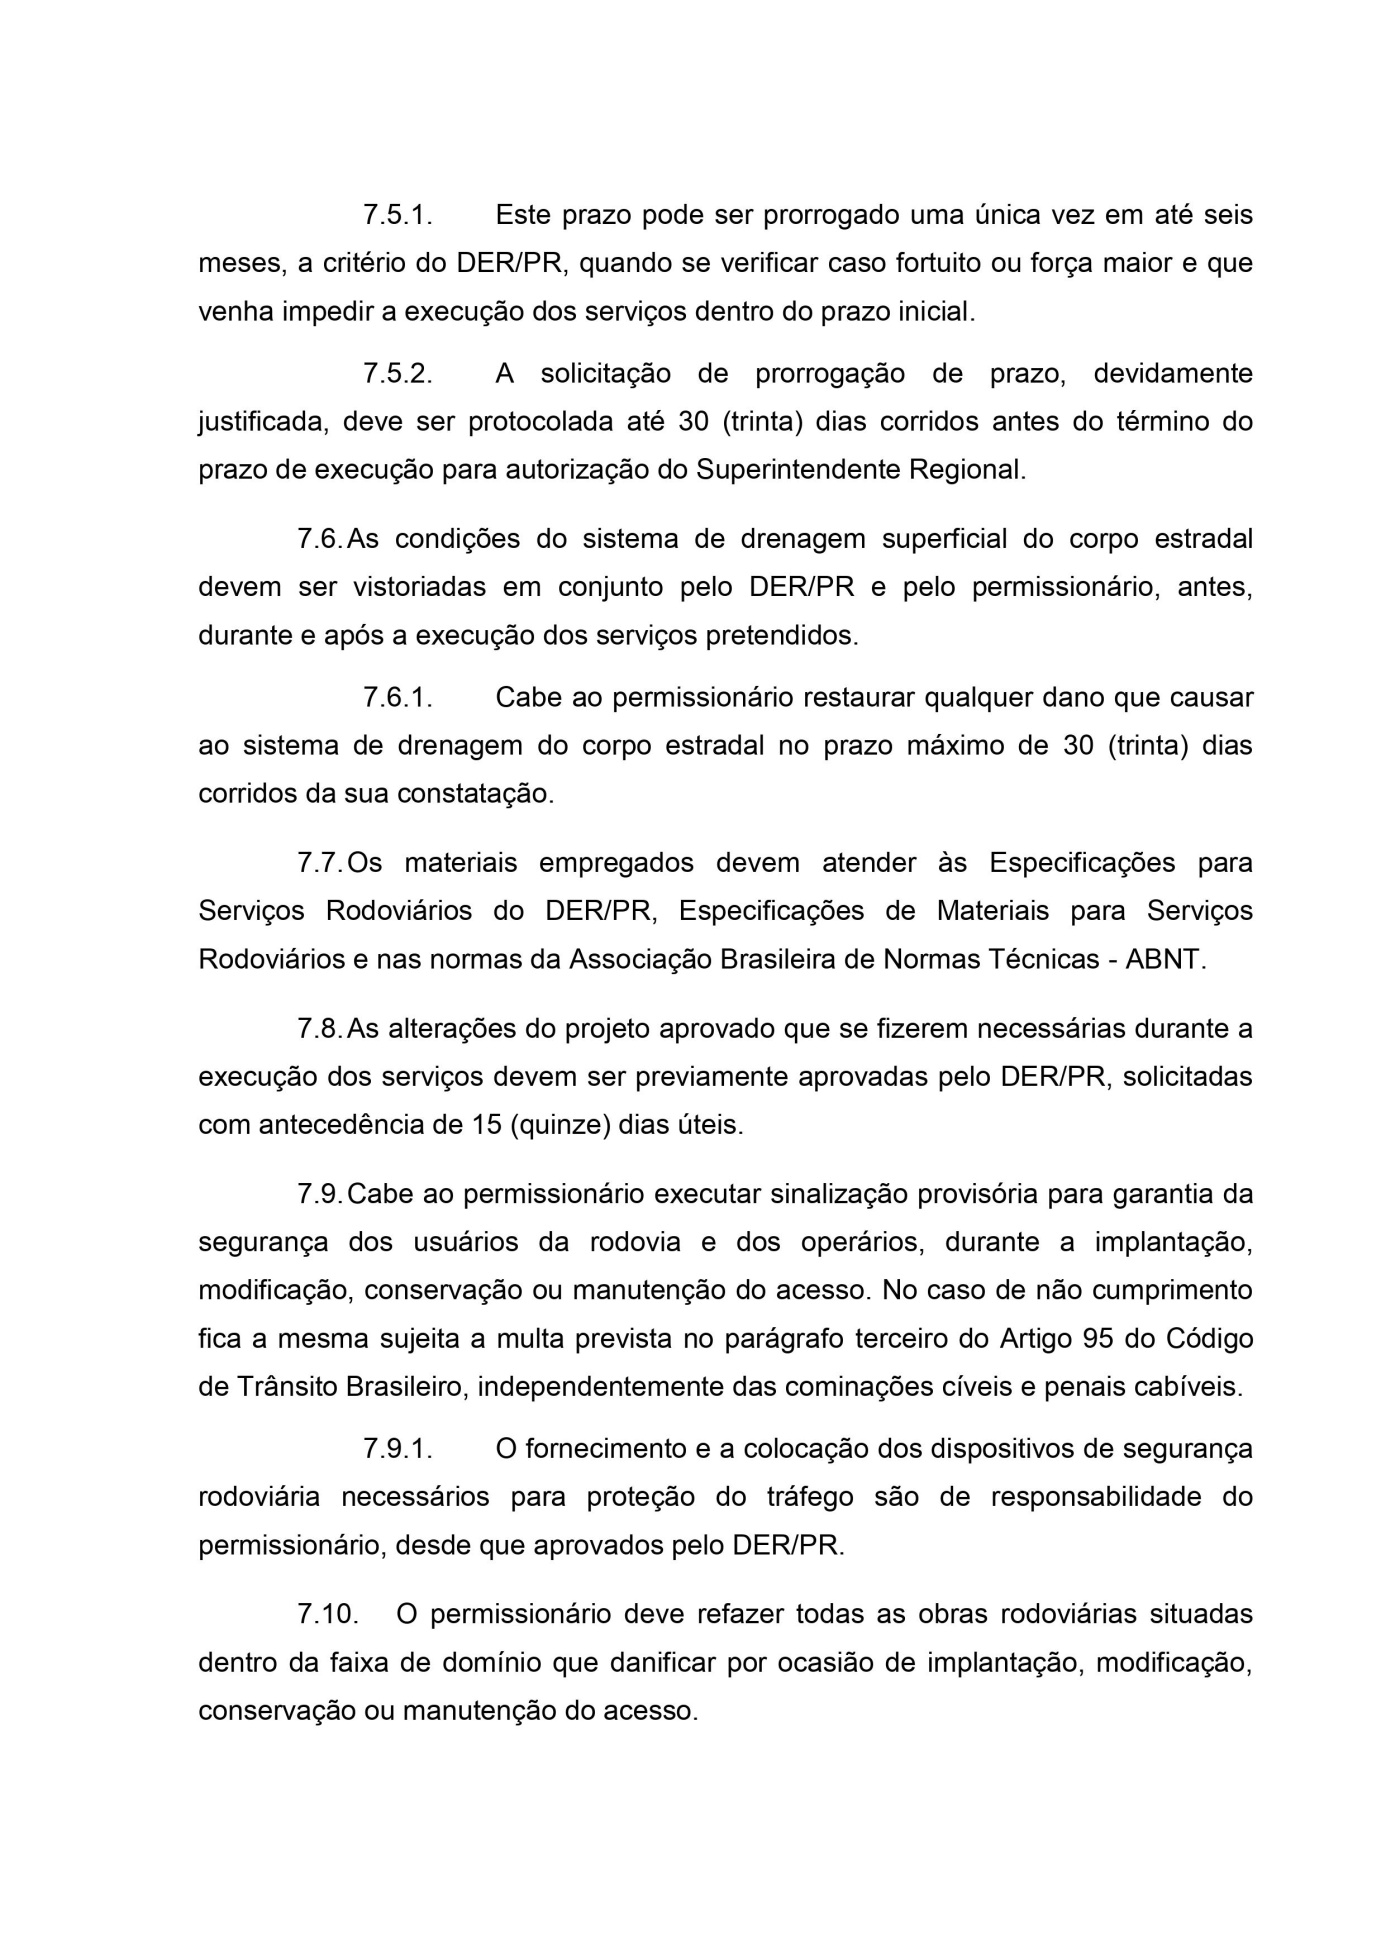 7.5.1. Este prazo pode ser prorrogado uma única vez em até seis
meses, a critério do DER/PR, quando se verificar caso fortuito ou força maior e que
venha impedir a execução dos serviços dentro do prazo inicial.
7.5.2. A solicitação de prorrogação de prazo, devidamente
justificada, deve ser protocolada até 30 (trinta) dias corridos antes do término do
prazo de execução para autorização do Superintendente Regional.
7.6. As condições do sistema de drenagem superficial do corpo estradal
devem ser vistoriadas em conjunto pelo DER/PR e pelo permissionário, antes,
durante e após a execução dos serviços pretendidos.
7.6.1. Cabe ao permissionário restaurar qualquer dano que causar
ao sistema de drenagem do corpo estradal no prazo máximo de 30 (trinta) dias
corridos da sua constatação.
7.7. Os materiais empregados devem atender às Especificações para
Serviços Rodoviários do DER/PR, Especificações de Materiais para Serviços
Rodoviários e nas normas da Associação Brasileira de Normas Técnicas - ABNT.
7.8. As alterações do projeto aprovado que se fizerem necessárias durante a
execução dos serviços devem ser previamente aprovadas pelo DER/PR, solicitadas
com antecedência de 15 (quinze) dias úteis.
7.9. Cabe ao permissionário executar sinalização provisória para garantia da
segurança dos usuários da rodovia e dos operários, durante a implantação,
modificação, conservação ou manutenção do acesso. No caso de não cumprimento
fica a mesma sujeita a multa prevista no parágrafo terceiro do Artigo 95 do Código
de Trânsito Brasileiro, independentemente das cominações cíveis e penais cabíveis.
7.9.1. O fornecimento e a colocação dos dispositivos de segurança
rodoviária necessários para proteção do tráfego são de responsabilidade do
permissionário, desde que aprovados pelo DER/PR.
7.10. O permissionário deve refazer todas as obras rodoviárias situadas
dentro da faixa de domínio que danificar por ocasião de implantação, modificação,
conservação ou manutenção do acesso.